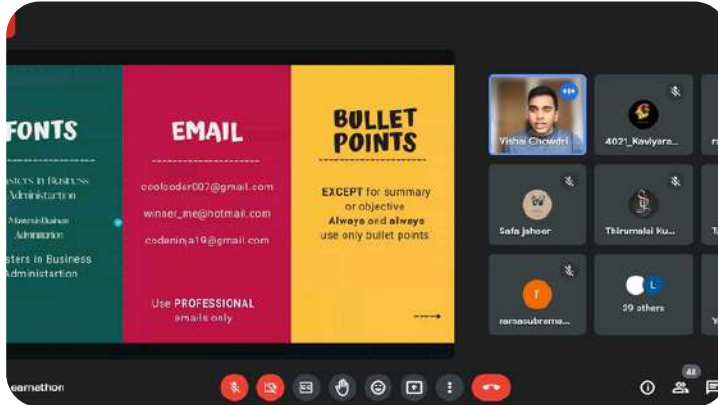 FONTS
Administartion
Administration
sters in Business
Administartion
EMAIL
coolcoder007@gmail.com
winner_me@hotmail.com
codeninja19@gmail.com
Use PROFESSIONAL
emails only
BULLET
POINTS
EXCEPT for summary
or objective
Always and always
use only bullet points
Vishal Chowdri
4021_Kaviyara...
Safa jaheer
Thirumalai Ku...
ramasubrama...
L
39 others
earnathon
48